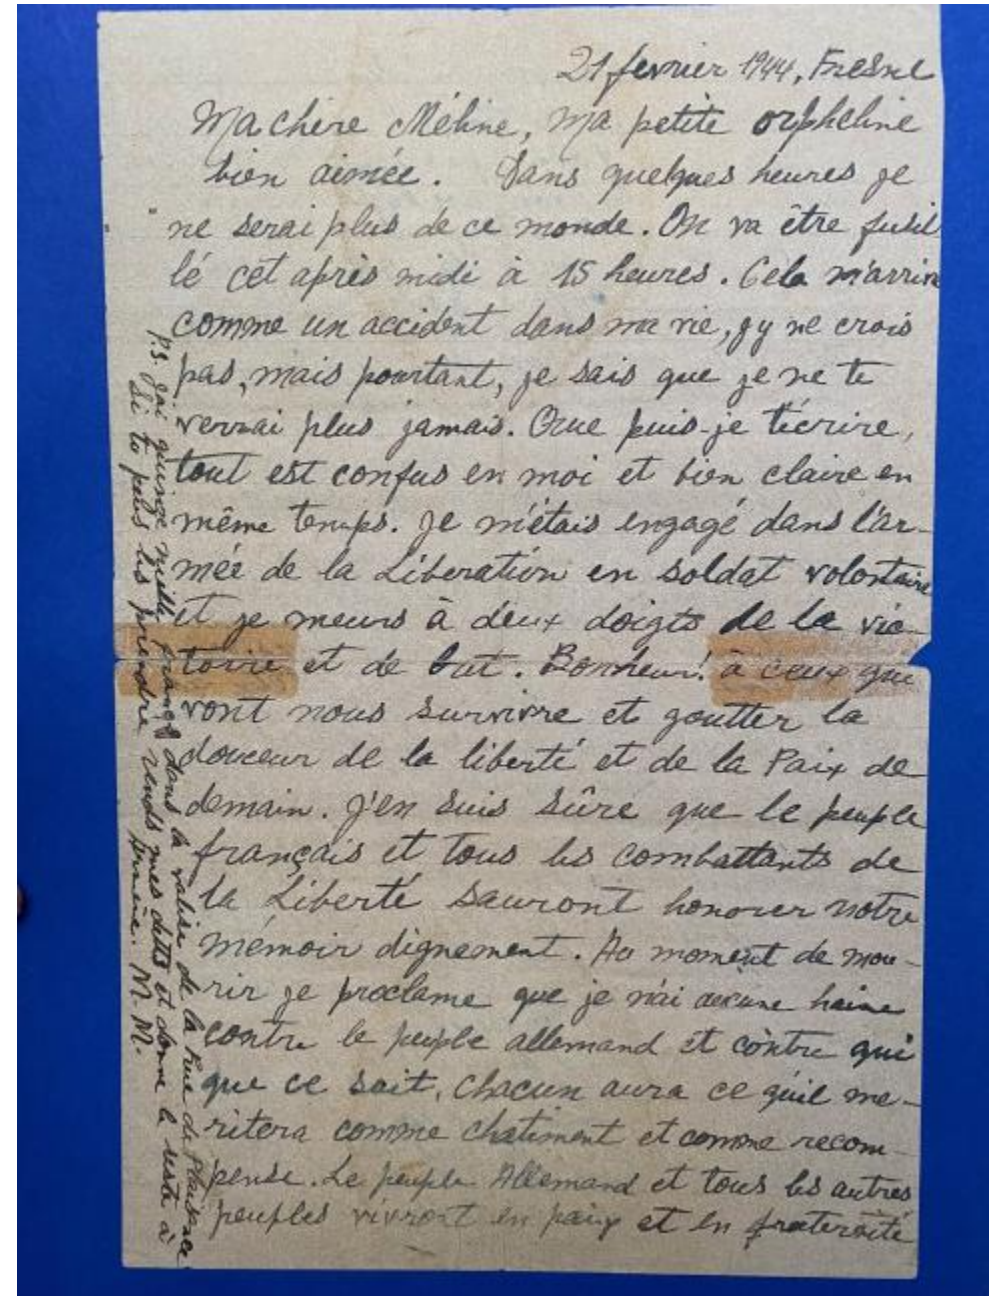 21 fevrier 1944, Fresne
Ma chère Méline, ma petite orpheline
bien aimée. Dans quelques heures je
ne serai plus de ce monde. On va être fusil
lé cet après midi à 15 heures. Cela m'arrive
comme un accident dans ma vie, j'y ne crois
pas, mais pourtant, je sais que je ne te
verrai plus jamais. Que puis-je t'écrire,
tout est confus en moi et bien claire en
même temps. Je m'étais engagé dans l'ar-
mée de la Libération en soldat volontaire
et je meurs à deux doigts de la vic-
toire et de but. Bonheur! à ceux qui
vont nous survivre et goutter la
douceur de la liberté et de la Paix de
demain. J'en suis sûre que le peuple
français et tous les combattants de
la Liberté sauront honorer notre
mémoir dignement. Au moment de mou-
rir je proclame que je n'ai aucune haine
contre le peuple allemand et contre qui
que ce soit, chacun aura ce qu'il me-
ritera comme chatiment et comme recom-
pense. Le peuple Allemand et tous les autres
peuples vivront en paix et en fraternité
P.S. J'ai quinze mille francs dans la valise de la Rue de Plaisance
Si tu peus les prendre rends mes dettes et donne le reste à
Armène. M. M.